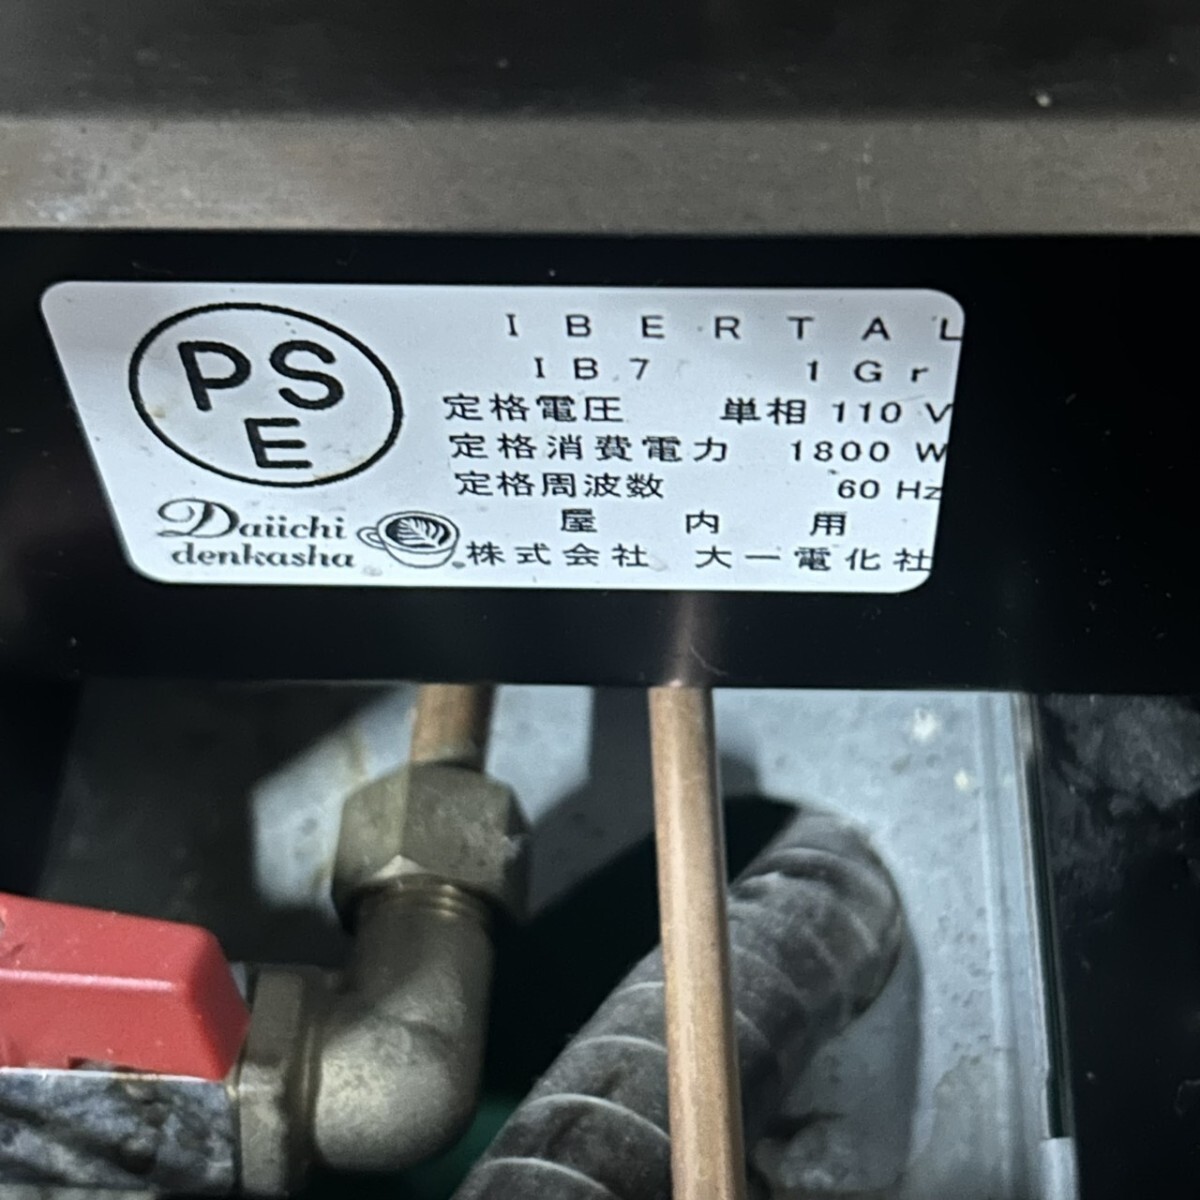 PS
E
IBERTAL
IB7 1Gr
定格電圧 単相 110 V
定格消費電力 1800 W
定格周波数 60 Hz
屋内用
Daiichi
denkasha
株式会社 大一電化社